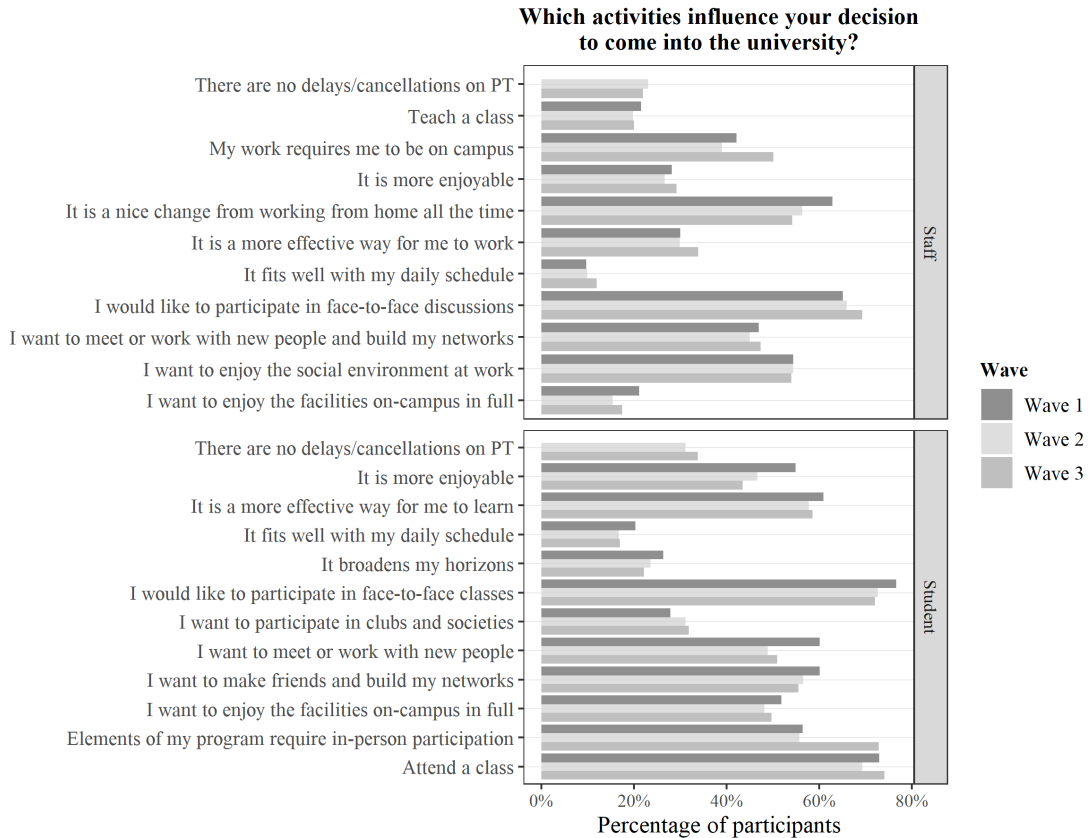 Which activities influence your decision
to come into the university?
There are no delays/cancellations on PT
Teach a class
My work requires me to be on campus
It is more enjoyable
It is a nice change from working from home all the time
It is a more effective way for me to work
It fits well with my daily schedule
I would like to participate in face-to-face discussions
I want to meet or work with new people and build my networks
I want to enjoy the social environment at work
I want to enjoy the facilities on-campus in full
Staff
There are no delays/cancellations on PT
It is more enjoyable
It is a more effective way for me to learn
It fits well with my daily schedule
It broadens my horizons
I would like to participate in face-to-face classes
I want to participate in clubs and societies
I want to meet or work with new people
I want to make friends and build my networks
I want to enjoy the facilities on-campus in full
Elements of my program require in-person participation
Attend a class
Student
0% 20% 40% 60% 80%
Percentage of participants
Wave
Wave 1
Wave 2
Wave 3